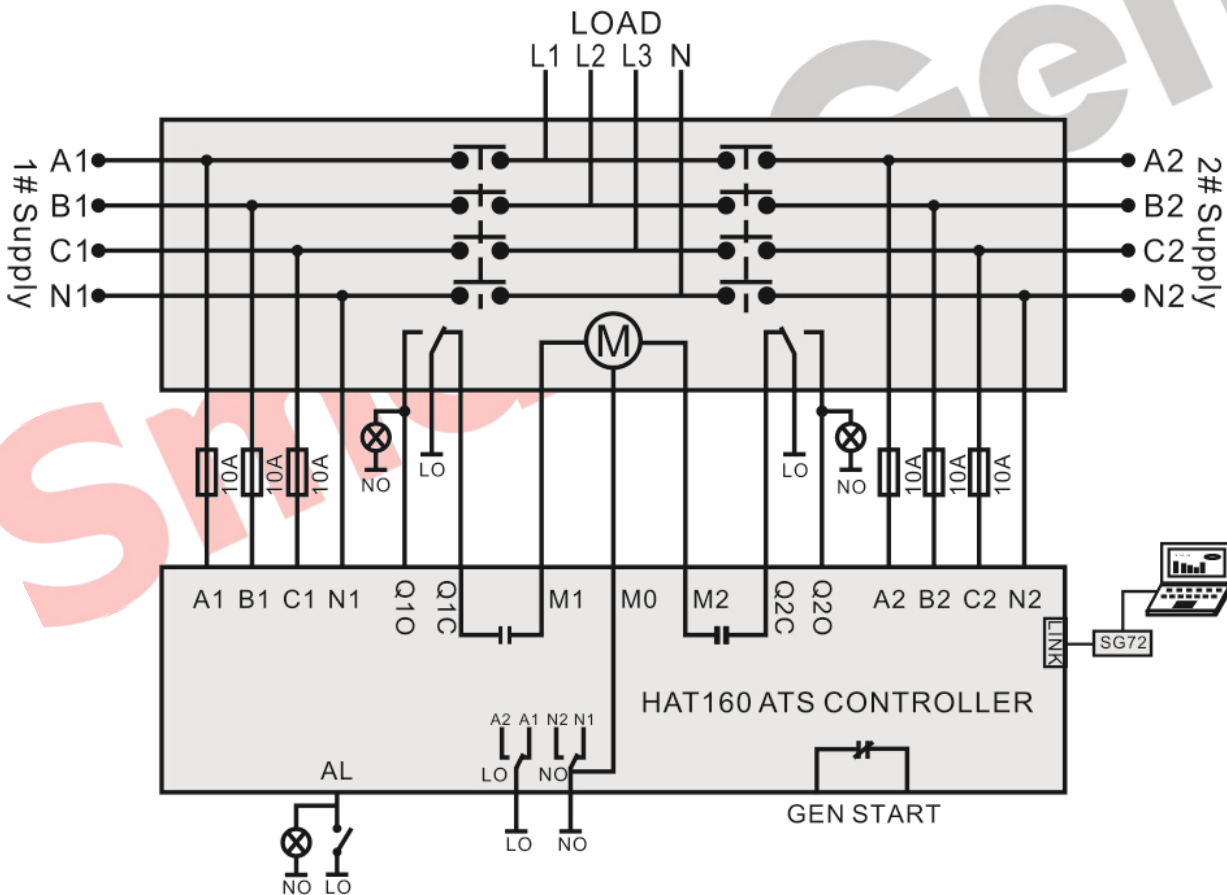 LOAD
L1 L2 L3 N
A1
B1
C1
N1
1# Supply
A2
B2
C2
N2
2# Supply
M
LO
NO
LO
NO
10A 10A 10A
10A 10A 10A
A1 B1 C1 N1 Q1O Q1C M1 M0 M2 Q2C Q2O A2 B2 C2 N2
LINK
SG72
HAT160 ATS CONTROLLER
A2 A1 N2 N1
LO NO
AL
GEN START
LO NO
NO LO